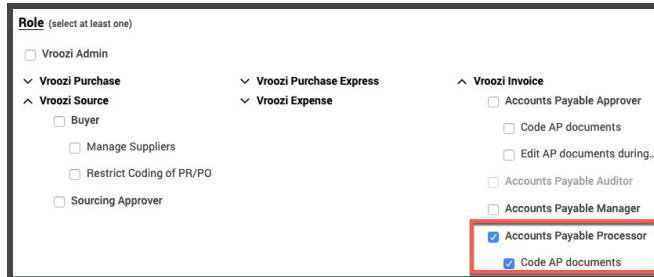 Role (select at least one)
Vroozi Admin
Vroozi Purchase
Vroozi Source
Buyer
Manage Suppliers
Restrict Coding of PR/PO
Sourcing Approver
Vroozi Purchase Express
Vroozi Expense
Vroozi Invoice
Accounts Payable Approver
Code AP documents
Edit AP documents during...
Accounts Payable Auditor
Accounts Payable Manager
Accounts Payable Processor
Code AP documents